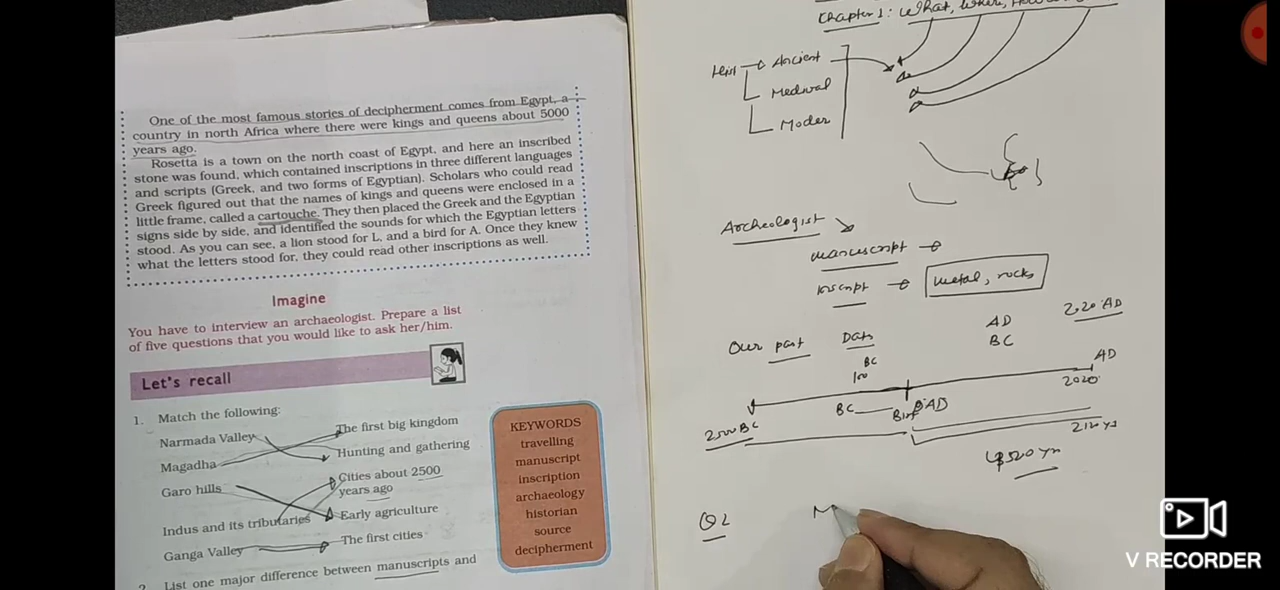 One of the most famous stories of decipherment comes from Egypt, a
country in north Africa where there were kings and queens about 5000
years ago.
Rosetta is a town on the north coast of Egypt, and here an inscribed
stone was found, which contained inscriptions in three different languages
and scripts (Greek, and two forms of Egyptian). Scholars who could read
Greek figured out that the names of kings and queens were enclosed in a
little frame, called a cartouche. They then placed the Greek and the Egyptian
signs side by side, and identified the sounds for which the Egyptian letters
stood. As you can see, a lion stood for L, and a bird for A. Once they knew
what the letters stood for, they could read other inscriptions as well.
Imagine
You have to interview an archaeologist. Prepare a list
of five questions that you would like to ask her/him.
Let's recall
1. Match the following:
Narmada Valley
The first big kingdom
Magadha
Hunting and gathering
Garo hills
Cities about 2500
years ago
Indus and its tributaries
Early agriculture
Ganga Valley
The first cities
2. List one major difference between manuscripts and
KEYWORDS
travelling
manuscript
inscription
archaeology
historian
source
decipherment
Chapter 1: What, Where,
Ancient
Medival
Moder
Archeologist
manuscript
metal, rocks
Our past
Dats
AD
BC
2020 AD
BC
100
AD
2020
BC
AD
2500 BC
Q2
V RECORDER